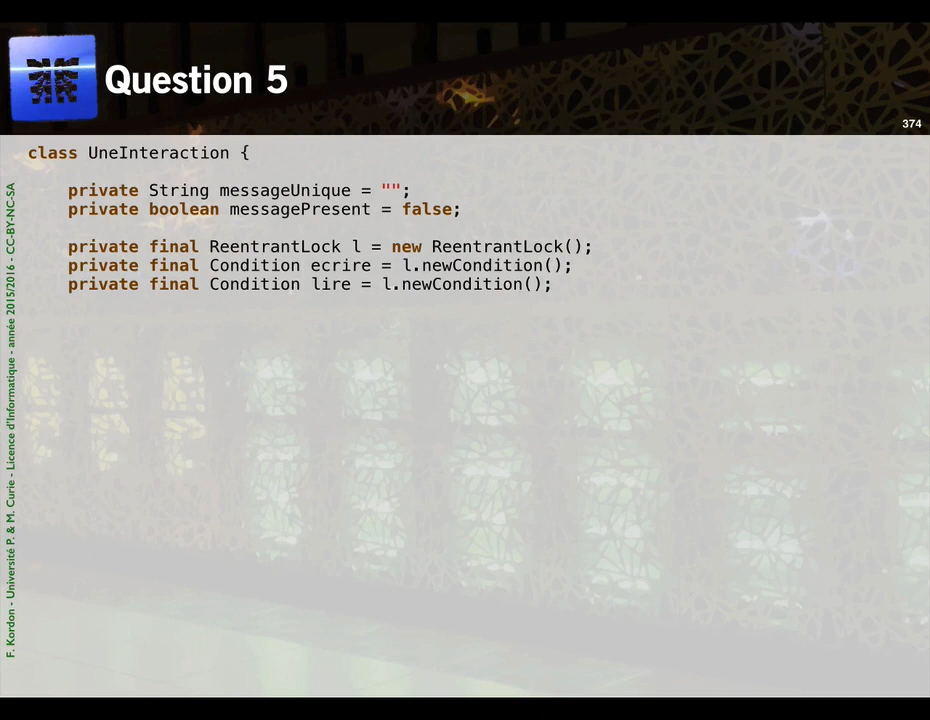 Question 5
374
class UneInteraction {
private String messageUnique = "";
private boolean messagePresent = false;
private final ReentrantLock l = new ReentrantLock();
private final Condition ecrire = l.newCondition();
private final Condition lire = l.newCondition();
F. Kordon - Université P. & M. Curie - Licence d'Informatique - année 2015/2016 - CC-BY-NC-SA